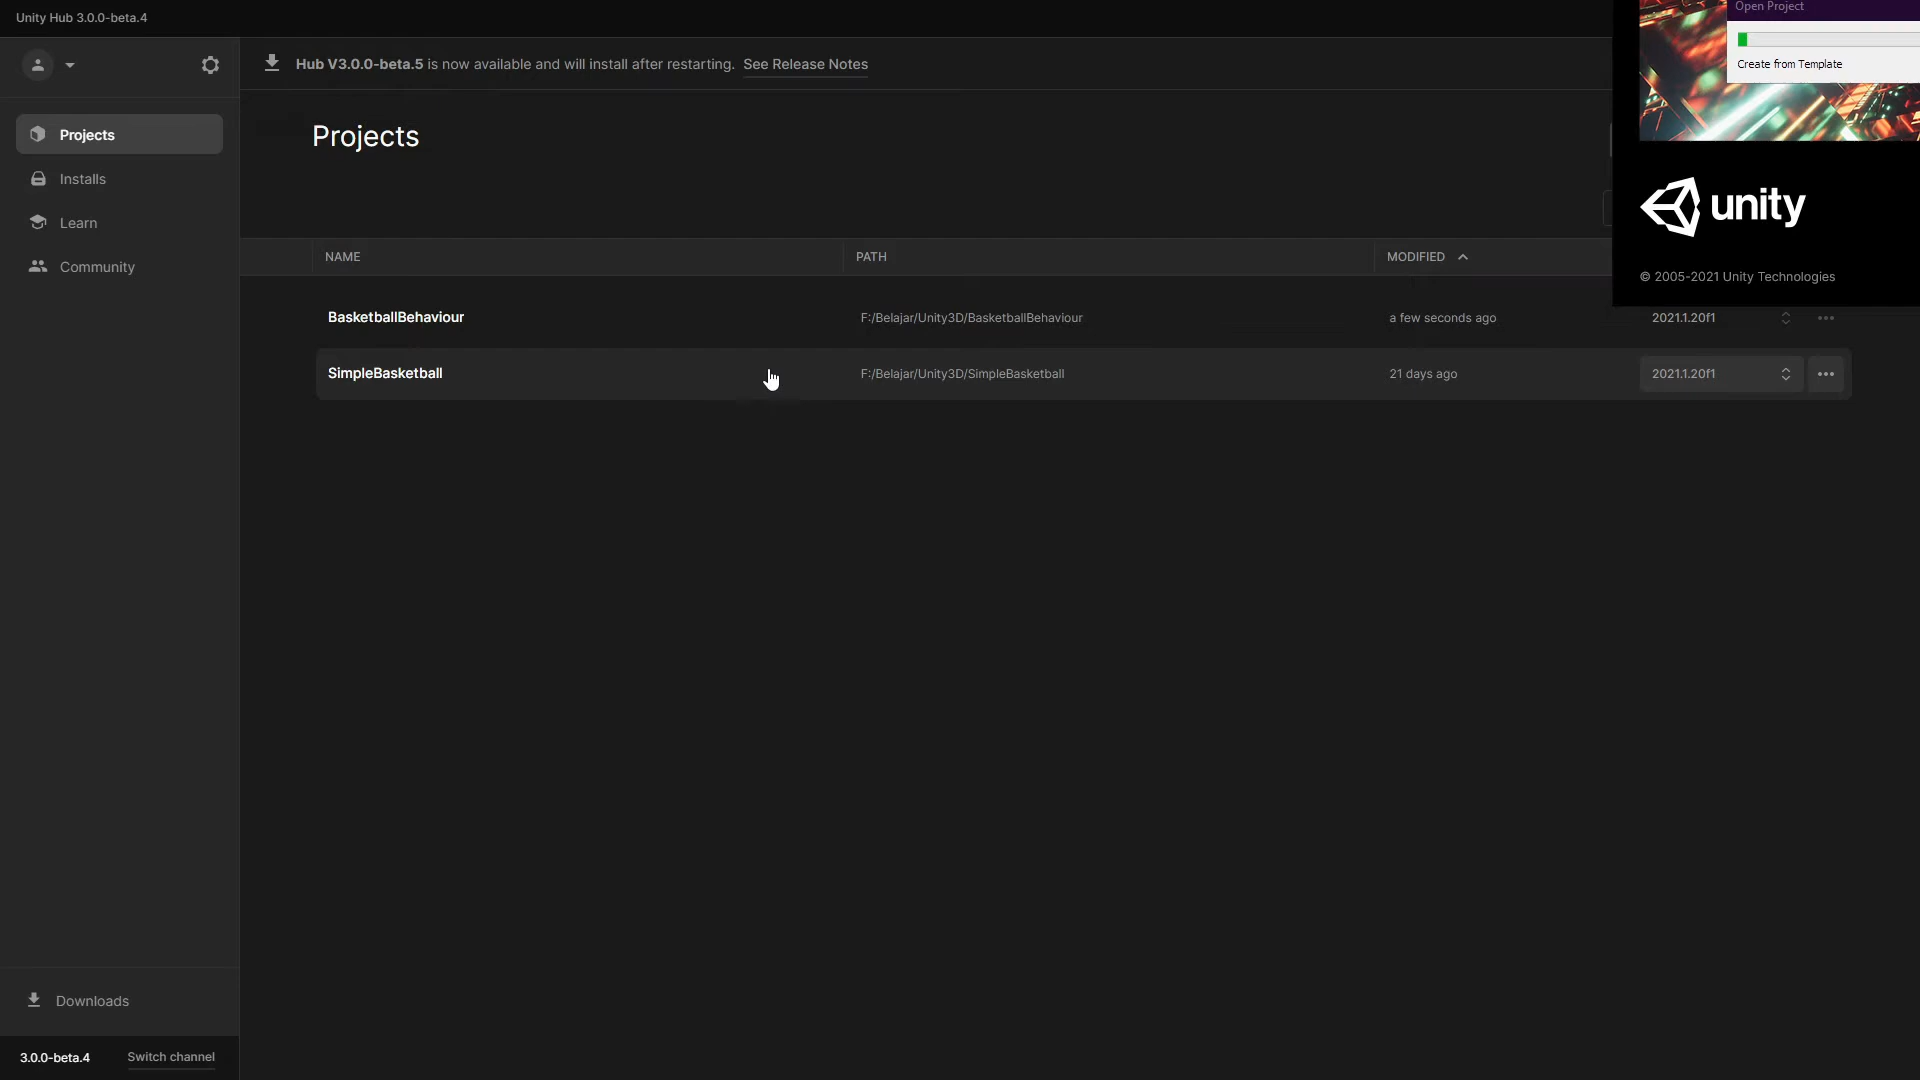 Unity Hub 3.0.0-beta.4
Open Project
Create from Template
unity
© 2005-2021 Unity Technologies
Hub V3.0.0-beta.5 is now available and will install after restarting. See Release Notes
Projects
Installs
Learn
Community
Projects
NAME PATH MODIFIED
BasketballBehaviour F:/Belajar/Unity3D/BasketballBehaviour a few seconds ago 2021.1.20f1
SimpleBasketball F:/Belajar/Unity3D/SimpleBasketball 21 days ago 2021.1.20f1
Downloads
3.0.0-beta.4 Switch channel